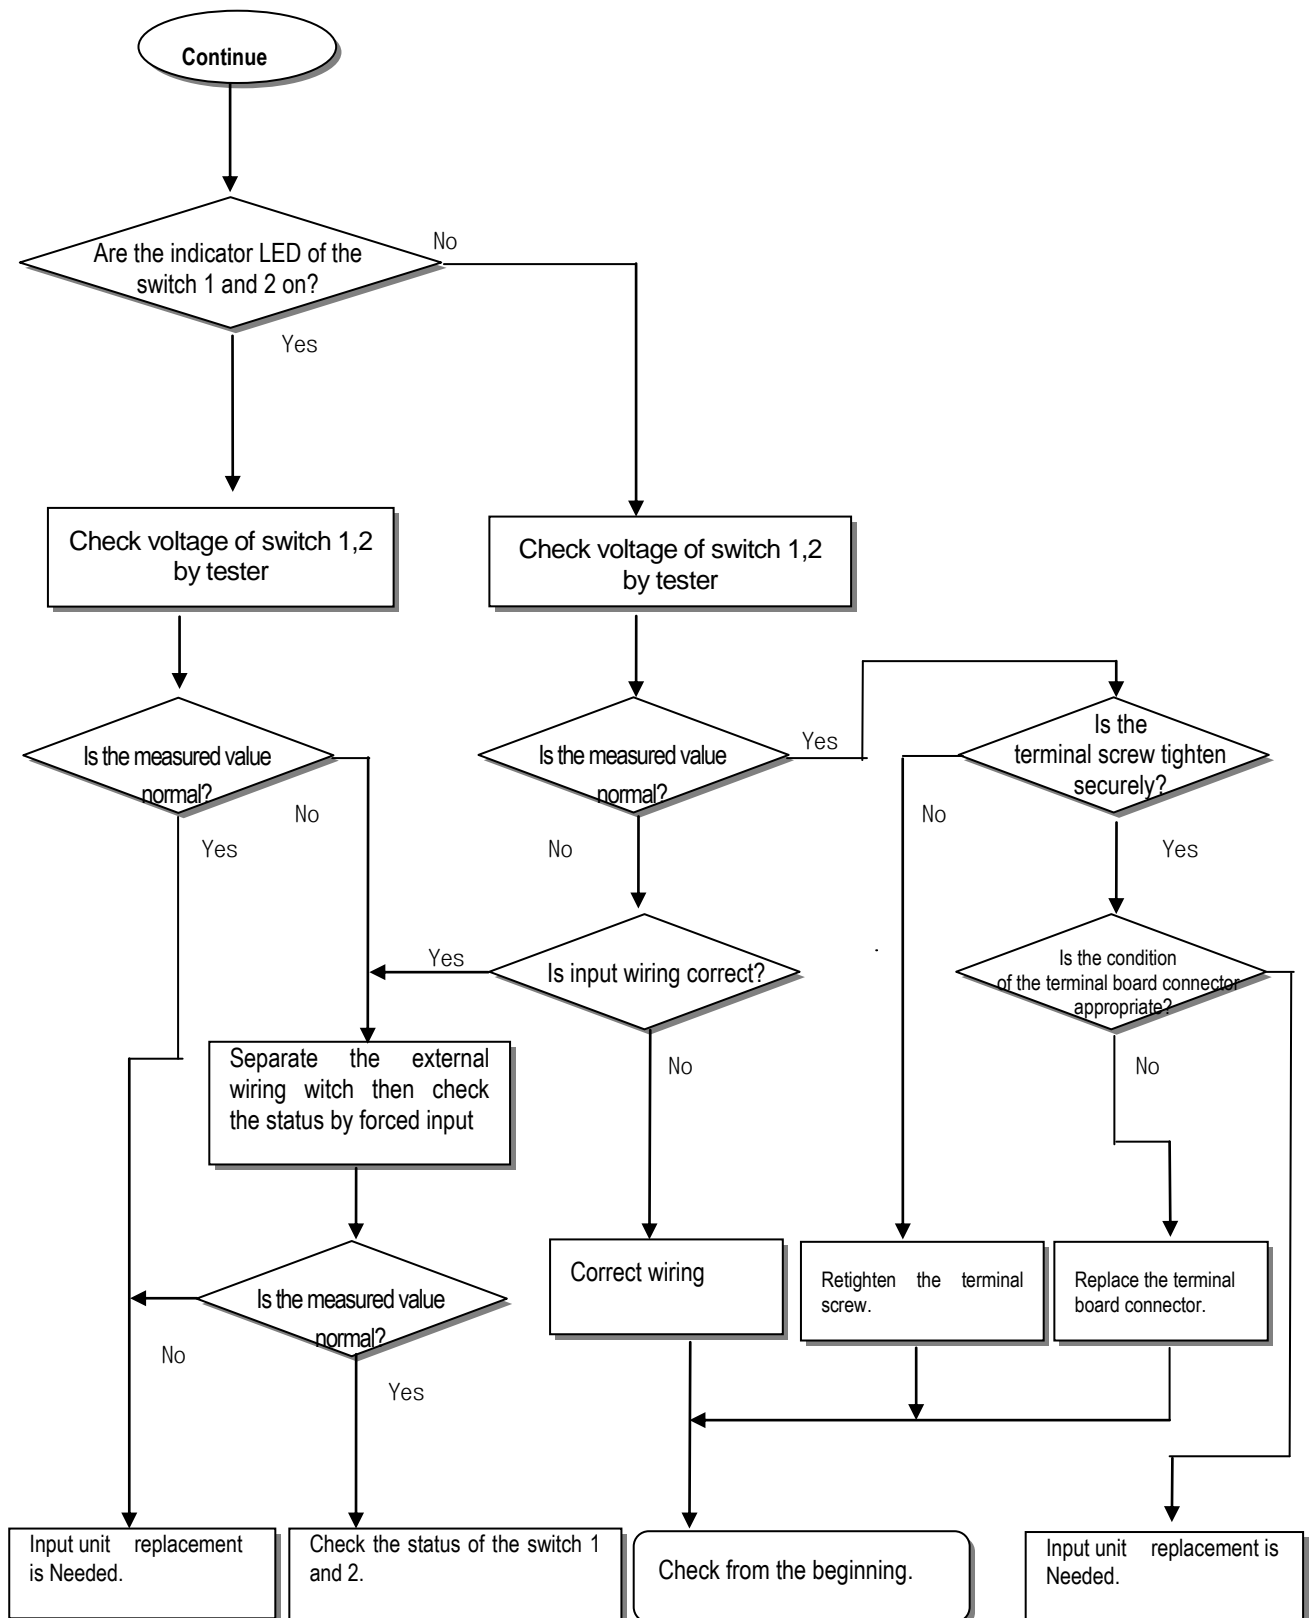 Continue
Are the indicator LED of the
switch 1 and 2 on?
No
Yes
Check voltage of switch 1,2
by tester
Check voltage of switch 1,2
by tester
Is the measured value
normal?
No
Yes
Is the measured value
normal?
Yes
No
Is the
terminal screw tighten
securely?
No
Yes
Yes
Is input wiring correct?
No
Is the condition
of the terminal board connector
appropriate?
No
Separate the external
wiring witch then check
the status by forced input
Is the measured value
normal?
No
Yes
Correct wiring
Retighten the terminal
screw.
Replace the terminal
board connector.
Input unit replacement
is Needed.
Check the status of the switch 1
and 2.
Check from the beginning.
Input unit replacement is
Needed.